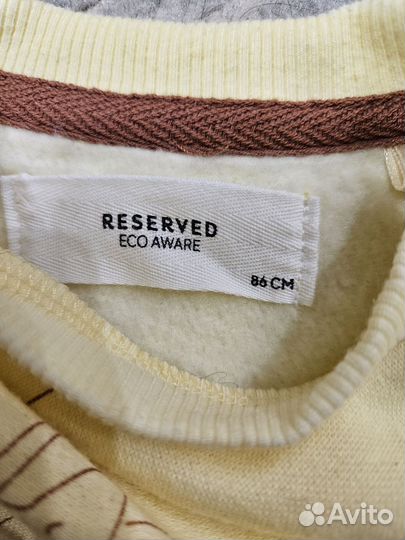 RESERVED
ECO AWARE
86 CM
Avito